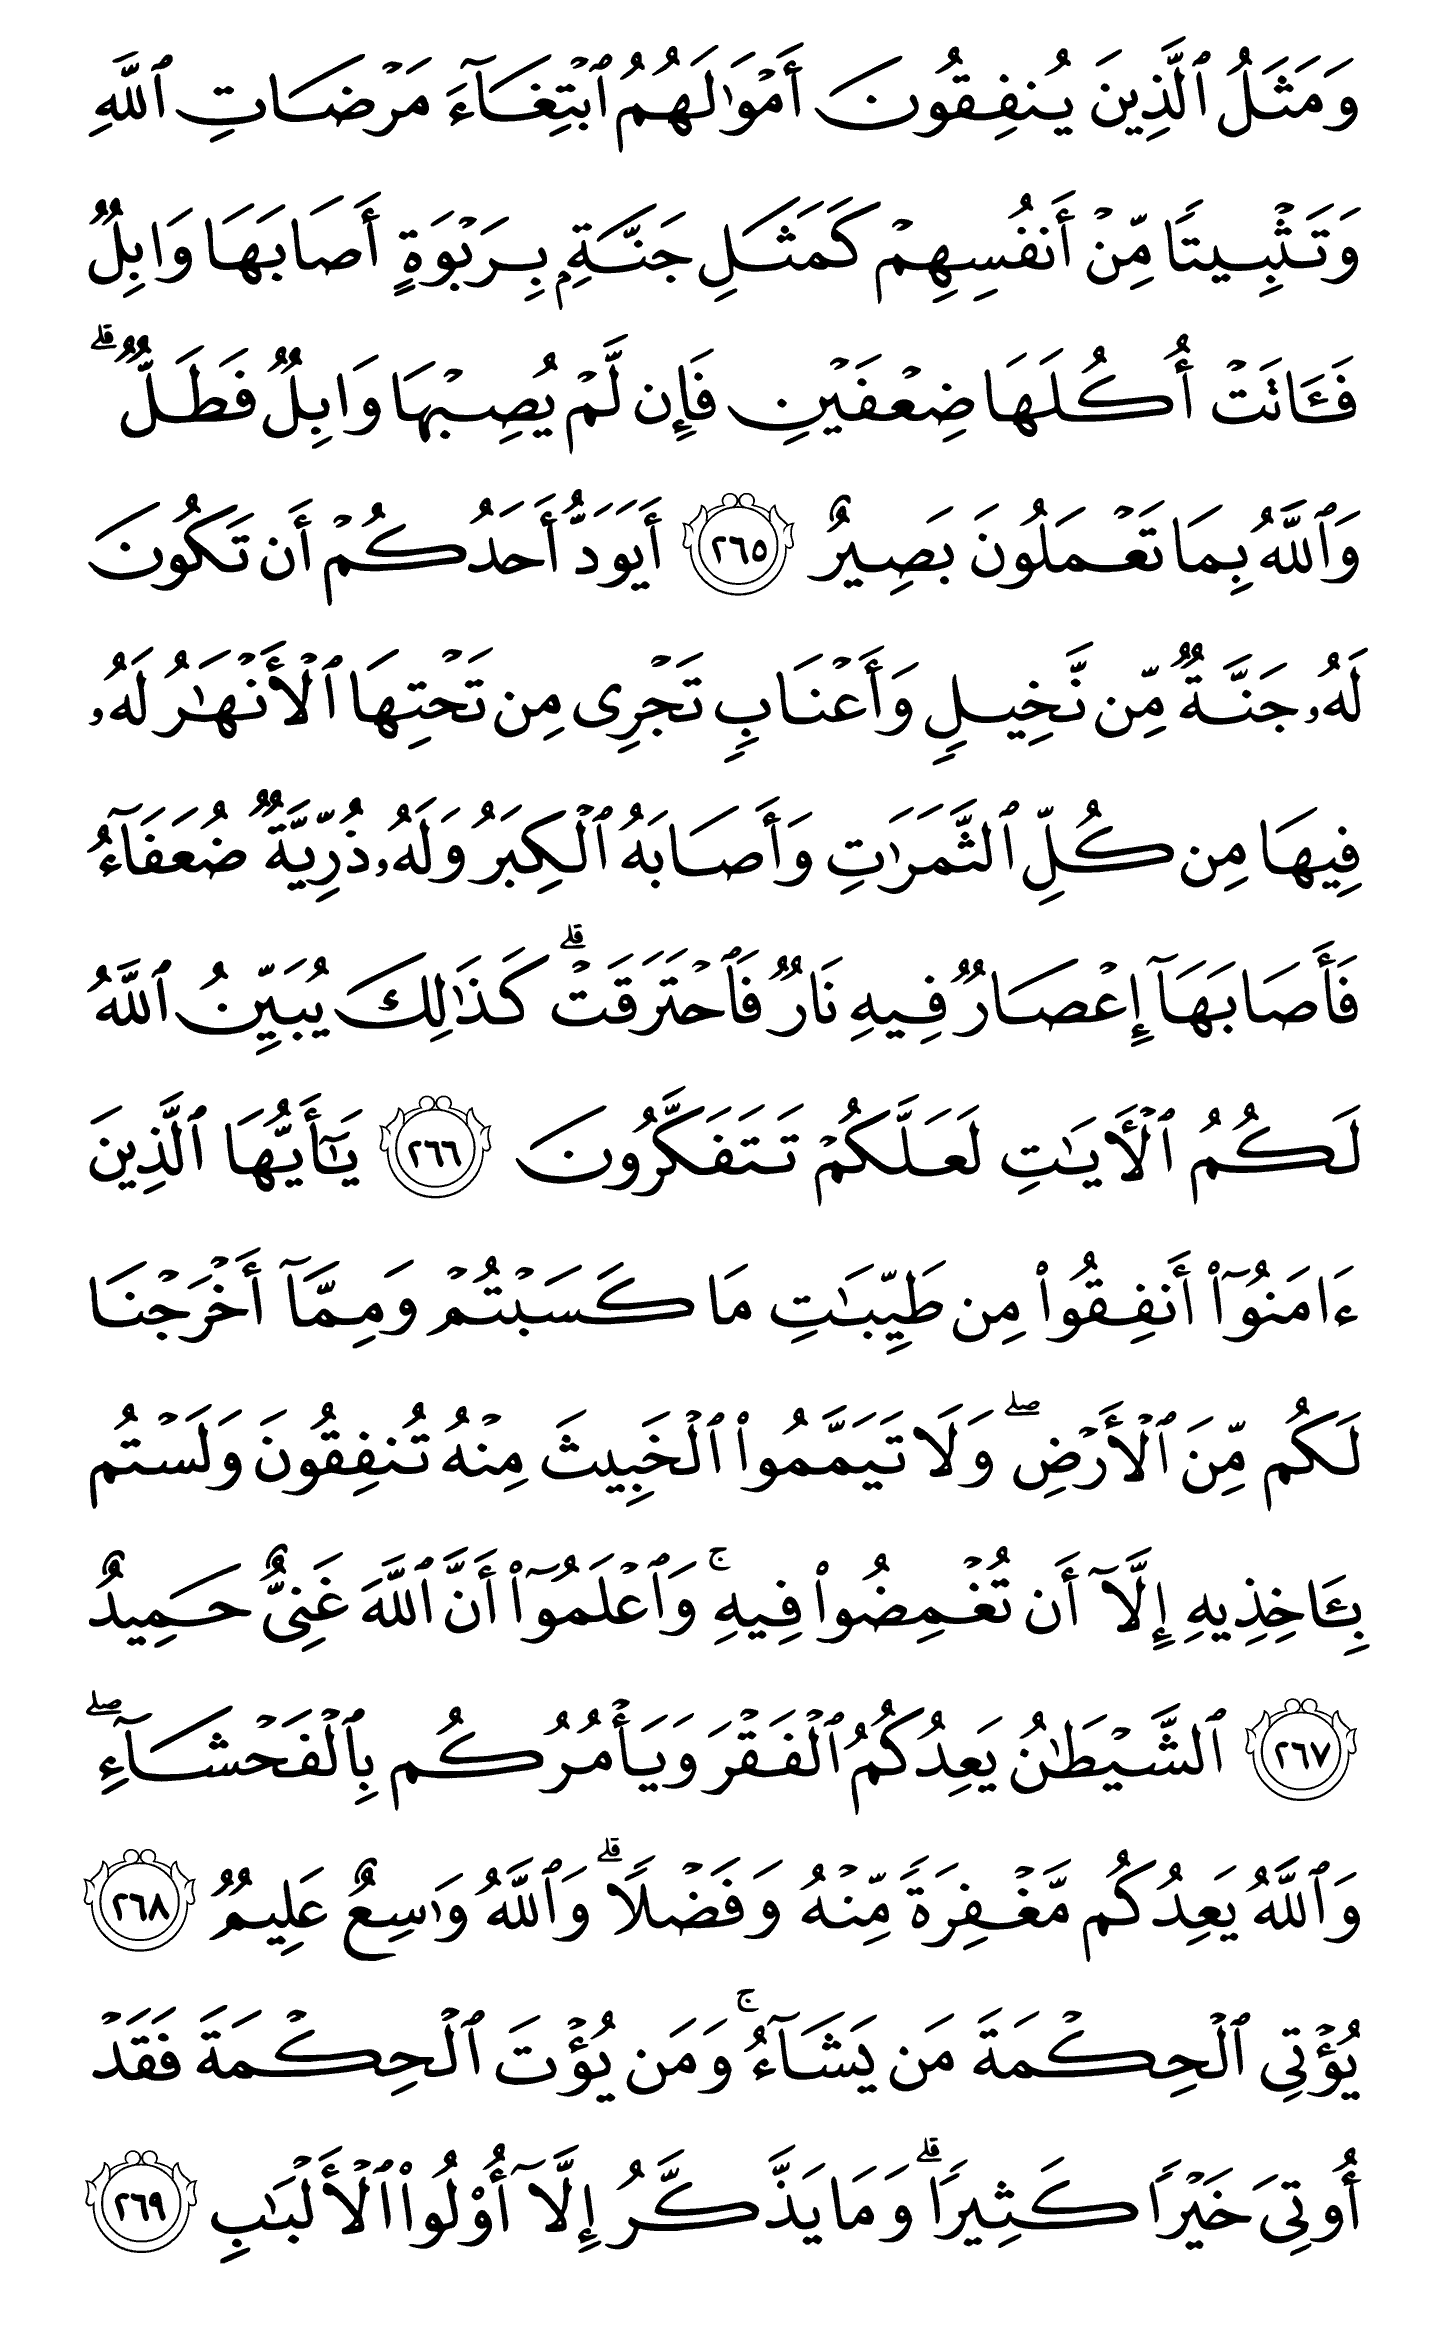 وَمَثَلُ ٱلَّذِينَ يُنفِقُونَ أَمۡوَٰلَهُمُ ٱبۡتِغَآءَ مَرۡضَاتِ ٱللَّهِ
وَتَثۡبِيتٗا مِّنۡ أَنفُسِهِمۡ كَمَثَلِ جَنَّةِۭ بِرَبۡوَةٍ أَصَابَهَا وَابِلٞ
فَـَٔاتَتۡ أُكُلَهَا ضِعۡفَيۡنِ فَإِن لَّمۡ يُصِبۡهَا وَابِلٞ فَطَلّٞۗ
وَٱللَّهُ بِمَا تَعۡمَلُونَ بَصِيرٌ ٢٦٥ أَيَوَدُّ أَحَدُكُمۡ أَن تَكُونَ
لَهُۥ جَنَّةٞ مِّن نَّخِيلٖ وَأَعۡنَابٖ تَجۡرِي مِن تَحۡتِهَا ٱلۡأَنۡهَٰرُ لَهُۥ
فِيهَا مِن كُلِّ ٱلثَّمَرَٰتِ وَأَصَابَهُ ٱلۡكِبَرُ وَلَهُۥ ذُرِّيَّةٞ ضُعَفَآءُ
فَأَصَابَهَآ إِعۡصَارٞ فِيهِ نَارٞ فَٱحۡتَرَقَتۡۗ كَذَٰلِكَ يُبَيِّنُ ٱللَّهُ
لَكُمُ ٱلۡأٓيَٰتِ لَعَلَّكُمۡ تَتَفَكَّرُونَ ٢٦٦ يَٰٓأَيُّهَا ٱلَّذِينَ
ءَامَنُوٓاْ أَنفِقُواْ مِن طَيِّبَٰتِ مَا كَسَبۡتُمۡ وَمِمَّآ أَخۡرَجۡنَا
لَكُم مِّنَ ٱلۡأَرۡضِۖ وَلَا تَيَمَّمُواْ ٱلۡخَبِيثَ مِنۡهُ تُنفِقُونَ وَلَسۡتُم
بِـَٔاخِذِيهِ إِلَّآ أَن تُغۡمِضُواْ فِيهِۚ وَٱعۡلَمُوٓاْ أَنَّ ٱللَّهَ غَنِيٌّ حَمِيدٌ
٢٦٧ ٱلشَّيۡطَٰنُ يَعِدُكُمُ ٱلۡفَقۡرَ وَيَأۡمُرُكُم بِٱلۡفَحۡشَآءِۖ
وَٱللَّهُ يَعِدُكُم مَّغۡفِرَةٗ مِّنۡهُ وَفَضۡلٗاۗ وَٱللَّهُ وَٰسِعٌ عَلِيمٞ ٢٦٨
يُؤۡتِي ٱلۡحِكۡمَةَ مَن يَشَآءُۚ وَمَن يُؤۡتَ ٱلۡحِكۡمَةَ فَقَدۡ
أُوتِيَ خَيۡرٗا كَثِيرٗاۗ وَمَا يَذَّكَّرُ إِلَّآ أُوْلُواْ ٱلۡأَلۡبَٰبِ ٢٦٩